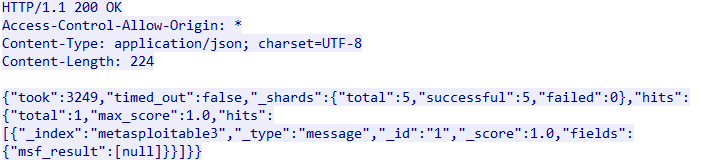 HTTP/1.1 200 OK
Access-Control-Allow-Origin: *
Content-Type: application/json; charset=UTF-8
Content-Length: 224

{"took":3249,"timed_out":false,"_shards":{"total":5,"successful":5,"failed":0},"hits":
{"total":1,"max_score":1.0,"hits":
[{"_index":"metasploitable3","_type":"message","_id":"1","_score":1.0,"fields":
{"msf_result":[null]}}]}}